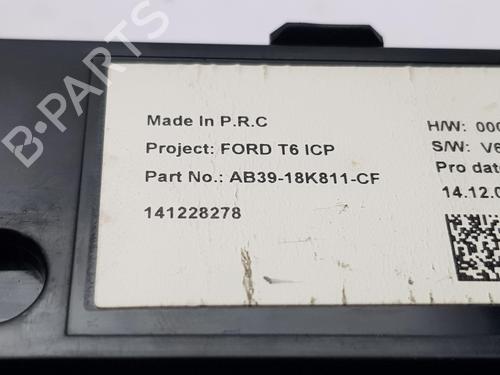 B-PARTS
Made In P.R.C
Project: FORD T6 ICP
Part No.: AB39-18K811-CF
141228278
H/W: 000
S/W: V6
Pro dat
14.12.0